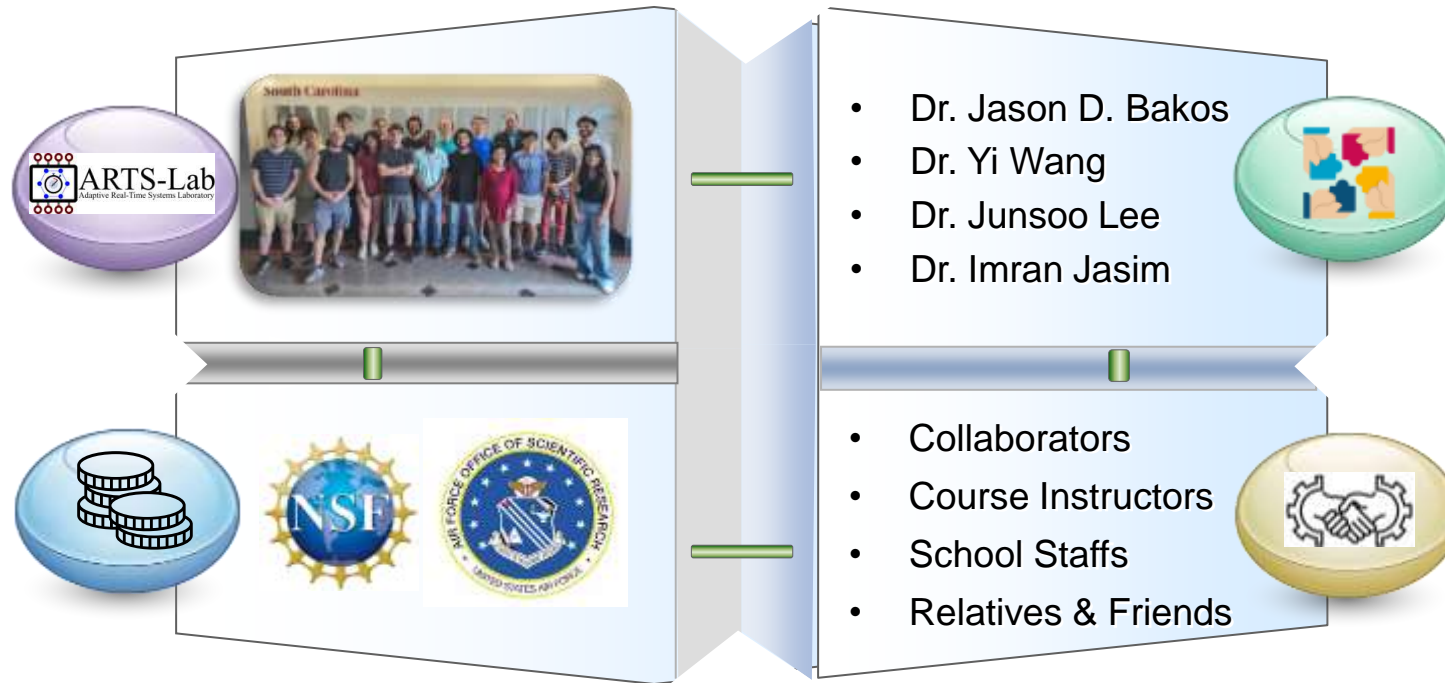 South Carolina
ARTS-Lab
Adaptive Real-Time Systems Laboratory
• Dr. Jason D. Bakos
• Dr. Yi Wang
• Dr. Junsoo Lee
• Dr. Imran Jasim
NSF
AIR FORCE OFFICE OF SCIENTIFIC RESEARCH
UNITED STATES AIR FORCE
• Collaborators
• Course Instructors
• School Staffs
• Relatives & Friends